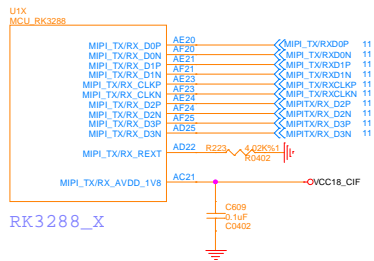 U1X
MCU_RK3288
MIPI_TX/RX_D0P AE20 MIPI_TX/RXD0P 11
MIPI_TX/RX_D0N AF20 MIPI_TX/RXD0N 11
MIPI_TX/RX_D1P AE21 MIPI_TX/RXD1P 11
MIPI_TX/RX_D1N AF21 MIPI_TX/RXD1N 11
MIPI_TX/RX_CLKP AE23 MIPI_TX/RXCLKP 11
MIPI_TX/RX_CLKN AF23 MIPI_TX/RXCLKN 11
MIPI_TX/RX_D2P AE24 MIPITX/RX_D2P 11
MIPI_TX/RX_D2N AF24 MIPITX/RX_D2N 11
MIPI_TX/RX_D3P AF25 MIPITX/RX_D3P 11
MIPI_TX/RX_D3N AD25 MIPITX/RX_D3N 11
MIPI_TX/RX_REXT AD22 R223 4.02K%1
R0402
MIPI_TX/RX_AVDD_1V8 AC21 VCC18_CIF
C609
0.1uF
C0402
RK3288_X